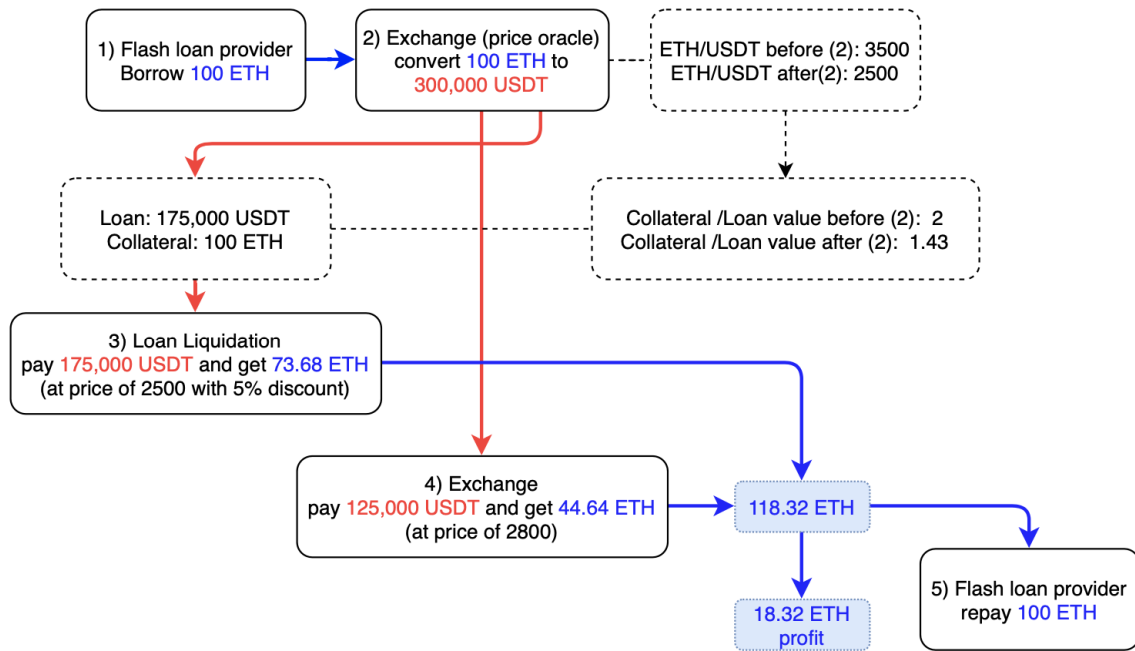 1) Flash loan provider
Borrow 100 ETH
2) Exchange (price oracle)
convert 100 ETH to
300,000 USDT
ETH/USDT before (2): 3500
ETH/USDT after(2): 2500
Loan: 175,000 USDT
Collateral: 100 ETH
Collateral /Loan value before (2): 2
Collateral /Loan value after (2): 1.43
3) Loan Liquidation
pay 175,000 USDT and get 73.68 ETH
(at price of 2500 with 5% discount)
4) Exchange
pay 125,000 USDT and get 44.64 ETH
(at price of 2800)
118.32 ETH
18.32 ETH
profit
5) Flash loan provider
repay 100 ETH